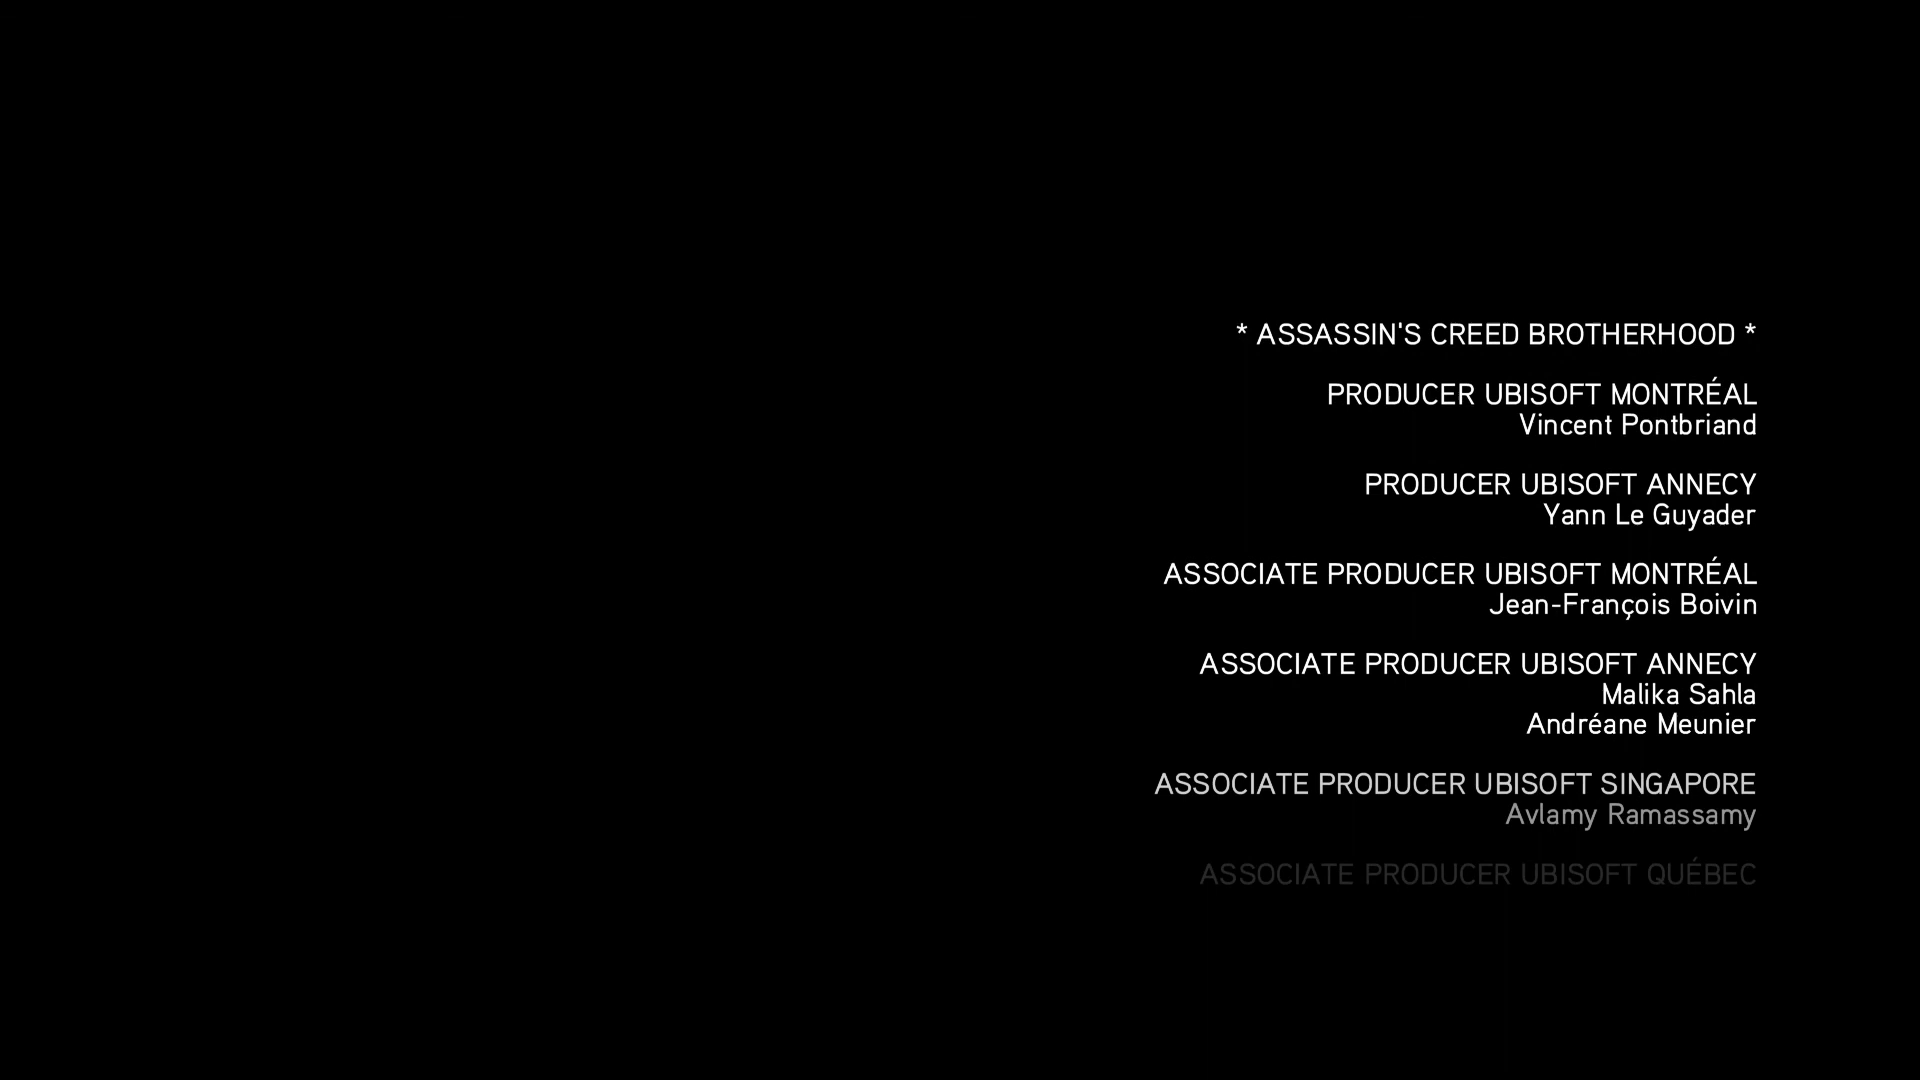 * ASSASSIN'S CREED BROTHERHOOD *
PRODUCER UBISOFT MONTRÉAL
Vincent Pontbriand
PRODUCER UBISOFT ANNECY
Yann Le Guyader
ASSOCIATE PRODUCER UBISOFT MONTRÉAL
Jean-François Boivin
ASSOCIATE PRODUCER UBISOFT ANNECY
Malika Sahla
Andréane Meunier
ASSOCIATE PRODUCER UBISOFT SINGAPORE
Avlamy Ramassamy
ASSOCIATE PRODUCER UBISOFT QUÉBEC